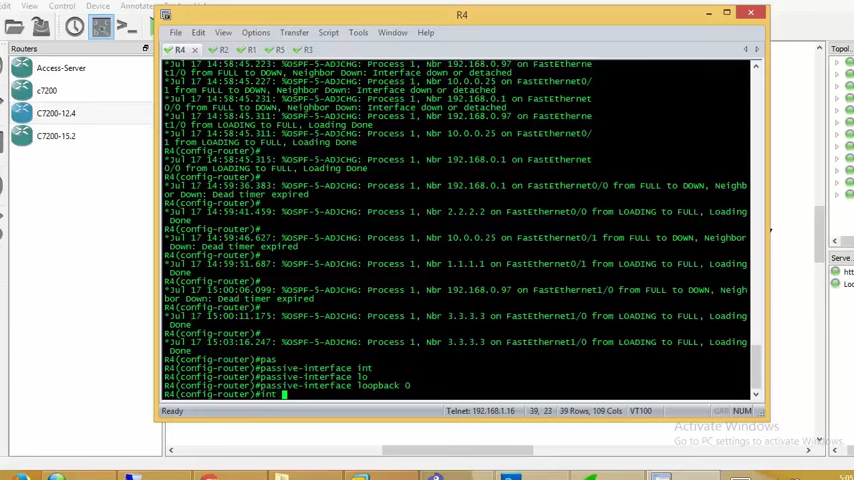 View
Control
Device
Annotate
R4
File Edit View Options Transfer Script Tools Window Help
R4 R2 R1 R5 R3
Routers
Access-Server
c7200
C7200-12.4
C7200-15.2
Topol..
Serve..
htt
Loc
*Jul 17 14:58:45.223: %OSPF-5-ADJCHG: Process 1, Nbr 192.168.0.97 on FastEtherne
t1/0 from FULL to DOWN, Neighbor Down: Interface down or detached
*Jul 17 14:58:45.227: %OSPF-5-ADJCHG: Process 1, Nbr 10.0.0.25 on FastEthernet0/
1 from FULL to DOWN, Neighbor Down: Interface down or detached
*Jul 17 14:58:45.231: %OSPF-5-ADJCHG: Process 1, Nbr 192.168.0.1 on FastEthernet
0/0 from FULL to DOWN, Neighbor Down: Interface down or detached
*Jul 17 14:58:45.311: %OSPF-5-ADJCHG: Process 1, Nbr 192.168.0.97 on FastEtherne
t1/0 from LOADING to FULL, Loading Done
*Jul 17 14:58:45.311: %OSPF-5-ADJCHG: Process 1, Nbr 10.0.0.25 on FastEthernet0/
1 from LOADING to FULL, Loading Done
R4(config-router)#
*Jul 17 14:58:45.315: %OSPF-5-ADJCHG: Process 1, Nbr 192.168.0.1 on FastEthernet
0/0 from LOADING to FULL, Loading Done
R4(config-router)#
*Jul 17 14:59:36.383: %OSPF-5-ADJCHG: Process 1, Nbr 192.168.0.1 on FastEthernet0/0 from FULL to DOWN, Neighb
or Down: Dead timer expired
R4(config-router)#
*Jul 17 14:59:41.459: %OSPF-5-ADJCHG: Process 1, Nbr 2.2.2.2 on FastEthernet0/0 from LOADING to FULL, Loading
Done
R4(config-router)#
*Jul 17 14:59:46.627: %OSPF-5-ADJCHG: Process 1, Nbr 10.0.0.25 on FastEthernet0/1 from FULL to DOWN, Neighbor
Down: Dead timer expired
R4(config-router)#
*Jul 17 14:59:51.687: %OSPF-5-ADJCHG: Process 1, Nbr 1.1.1.1 on FastEthernet0/1 from LOADING to FULL, Loading
Done
R4(config-router)#
*Jul 17 15:00:06.099: %OSPF-5-ADJCHG: Process 1, Nbr 192.168.0.97 on FastEthernet1/0 from FULL to DOWN, Neigh
bor Down: Dead timer expired
R4(config-router)#
*Jul 17 15:00:11.175: %OSPF-5-ADJCHG: Process 1, Nbr 3.3.3.3 on FastEthernet1/0 from LOADING to FULL, Loading
Done
R4(config-router)#
*Jul 17 15:03:16.247: %OSPF-5-ADJCHG: Process 1, Nbr 3.3.3.3 on FastEthernet1/0 from LOADING to FULL, Loading
Done
R4(config-router)#pas
R4(config-router)#passive-interface int
R4(config-router)#passive-interface lo
R4(config-router)#passive-interface loopback 0
R4(config-router)#int
Ready
Telnet: 192.168.1.16 39, 23 39 Rows, 109 Cols VT100 CAP NUM
Activate Windows
Go to PC settings to activate Windows.